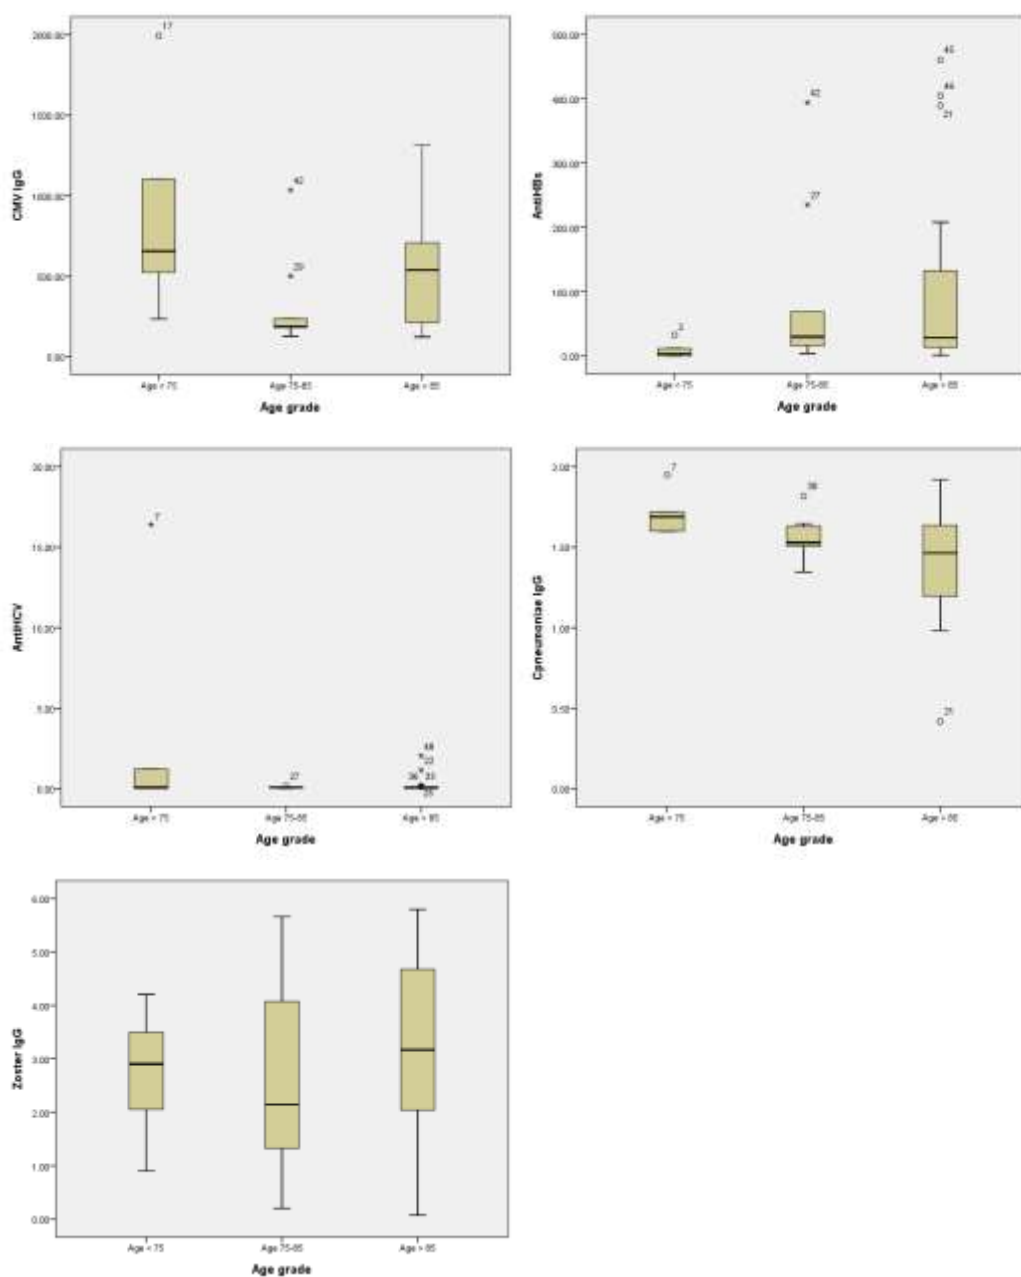 2000.00
1500.00
1000.00
500.00
0.00
CMV IgG
17
42
Age < 75
Age 75-85
Age > 85
Age grade
500.00
400.00
300.00
200.00
100.00
0.00
AntiHBs
2
42
27
45
46
21
Age < 75
Age 75-85
Age > 85
Age grade
20.00
15.00
10.00
5.00
0.00
AntiHCV
7
27
48
36
33
Age < 75
Age 75-85
Age > 85
Age grade
2.00
1.50
1.00
0.50
0.00
Cpneumoniae IgG
7
21
Age < 75
Age 75-85
Age > 85
Age grade
6.00
5.00
4.00
3.00
2.00
1.00
0.00
Zoster IgG
Age < 75
Age 75-85
Age > 85
Age grade